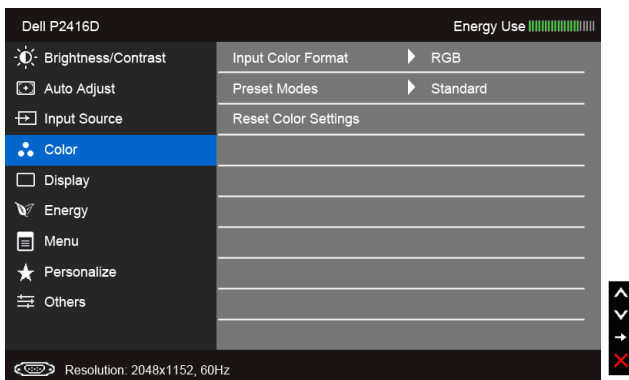 Dell P2416D Energy Use
Brightness/Contrast Input Color Format RGB
Auto Adjust Preset Modes Standard
Input Source Reset Color Settings
Color
Display
Energy
Menu
Personalize
Others
Resolution: 2048x1152, 60Hz